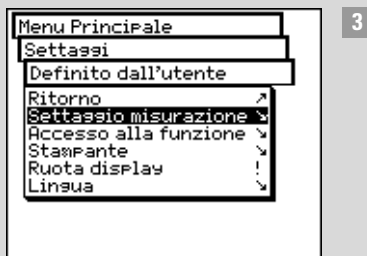 Menu Principale
3
Settaggi
Definito dall'utente
Ritorno ↗
Settaggio misurazione ↘
Accesso alla funzione ↘
Stampante ↘
Ruota display !
Lingua ↘